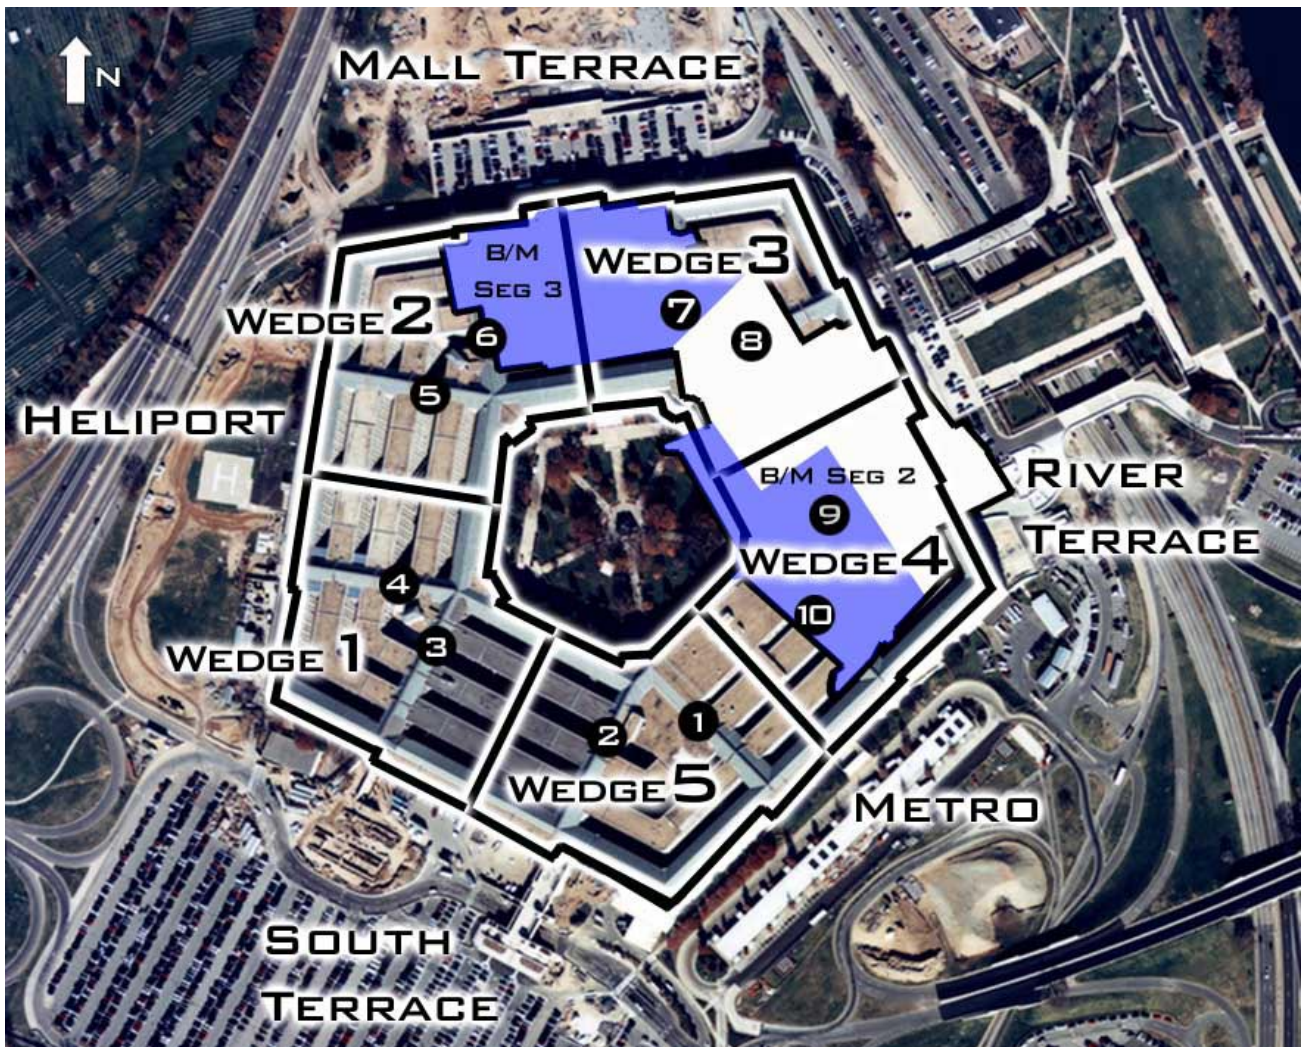 N
MALL TERRACE
B/M
SEG 3
WEDGE 3
WEDGE 2
7
6
8
5
HELIPORT
H
B/M SEG 2
RIVER
TERRACE
9
WEDGE 4
4
10
3
WEDGE 1
1
2
WEDGE 5
METRO
SOUTH
TERRACE